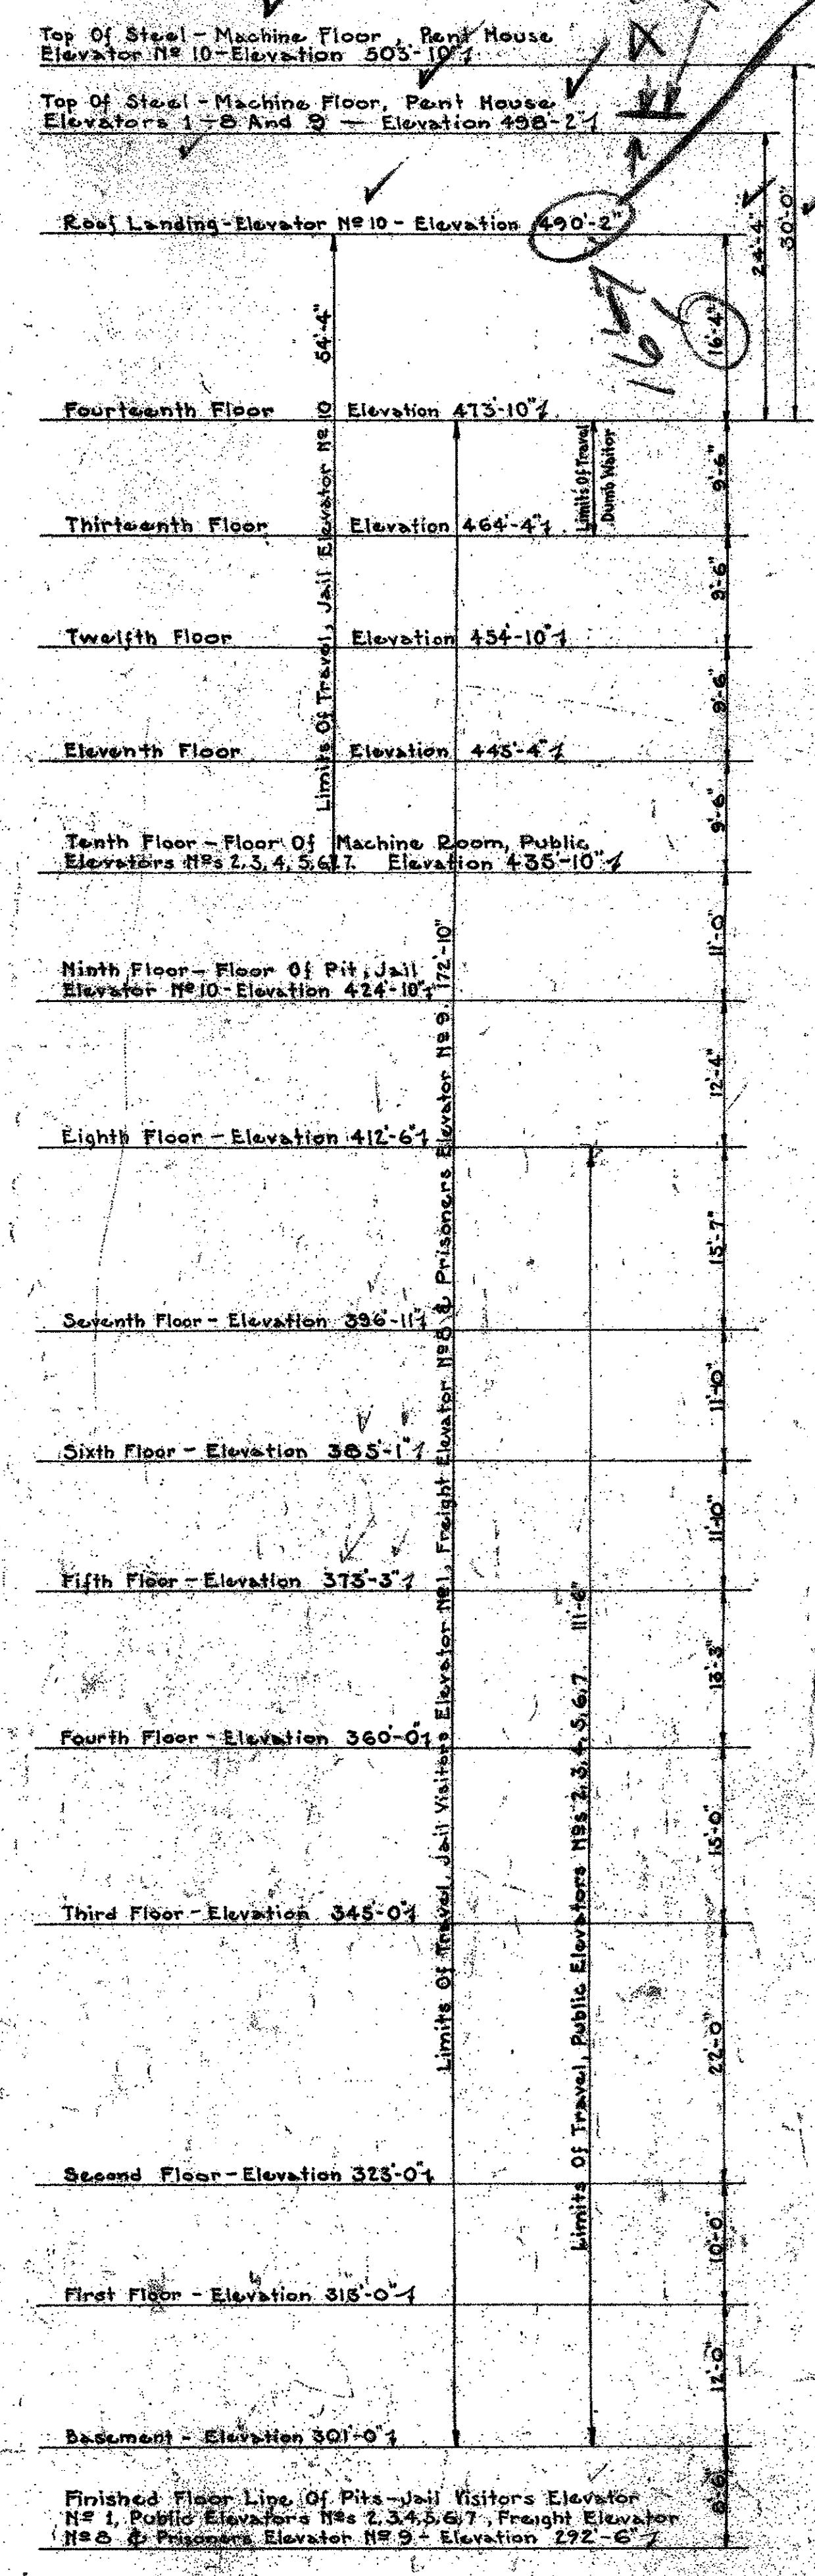 Top Of Steel - Machine Floor, Pent House
Elevator Nº 10 - Elevation 503'-10"
Top Of Steel - Machine Floor, Pent House
Elevators 1 - 8 And 9 — Elevation 498'-2"
Roof Landing - Elevator Nº 10 - Elevation 490'-2"
24'-4"
30'-0"
16'-4"
54'-4"
Fourteenth Floor Elevation 473'-10"
Limits Of Travel
Dumb Waitor
9'-6"
Thirteenth Floor Elevation 464'-4"
9'-6"
Twelfth Floor Elevation 454'-10"
9'-6"
Limits Of Travel, Jail Elevator Nº 10
Eleventh Floor Elevation 445'-4"
9'-6"
Tenth Floor - Floor Of Machine Room, Public
Elevators Nºs 2, 3, 4, 5, 6, 7. Elevation 435'-10"
11'-0"
Ninth Floor - Floor Of Pit, Jail
Elevator Nº 10 - Elevation 424'-10"
12'-4"
Eighth Floor - Elevation 412'-6"
15'-7"
Seventh Floor - Elevation 396'-11"
11'-10"
Sixth Floor - Elevation 385'-1"
11'-10"
Fifth Floor - Elevation 373'-3"
13'-3"
Fourth Floor - Elevation 360'-0"
15'-0"
Third Floor - Elevation 345'-0"
22'-0"
Limits Of Travel, Jail Visitors Elevator Nº 1, Freight Elevator Nº 8 & Prisoners Elevator Nº 9. 172'-10"
Limits Of Travel, Public Elevators Nºs 2, 3, 4, 5, 6, 7. 111'-6"
Second Floor - Elevation 323'-0"
10'-0"
First Floor - Elevation 313'-0"
12'-0"
Basement - Elevation 301'-0"
8'-6"
Finished Floor Line Of Pits - Jail Visitors Elevator
Nº 1, Public Elevators Nºs 2, 3, 4, 5, 6, 7, Freight Elevator
Nº 8 & Prisoners Elevator Nº 9 - Elevation 292'-6"